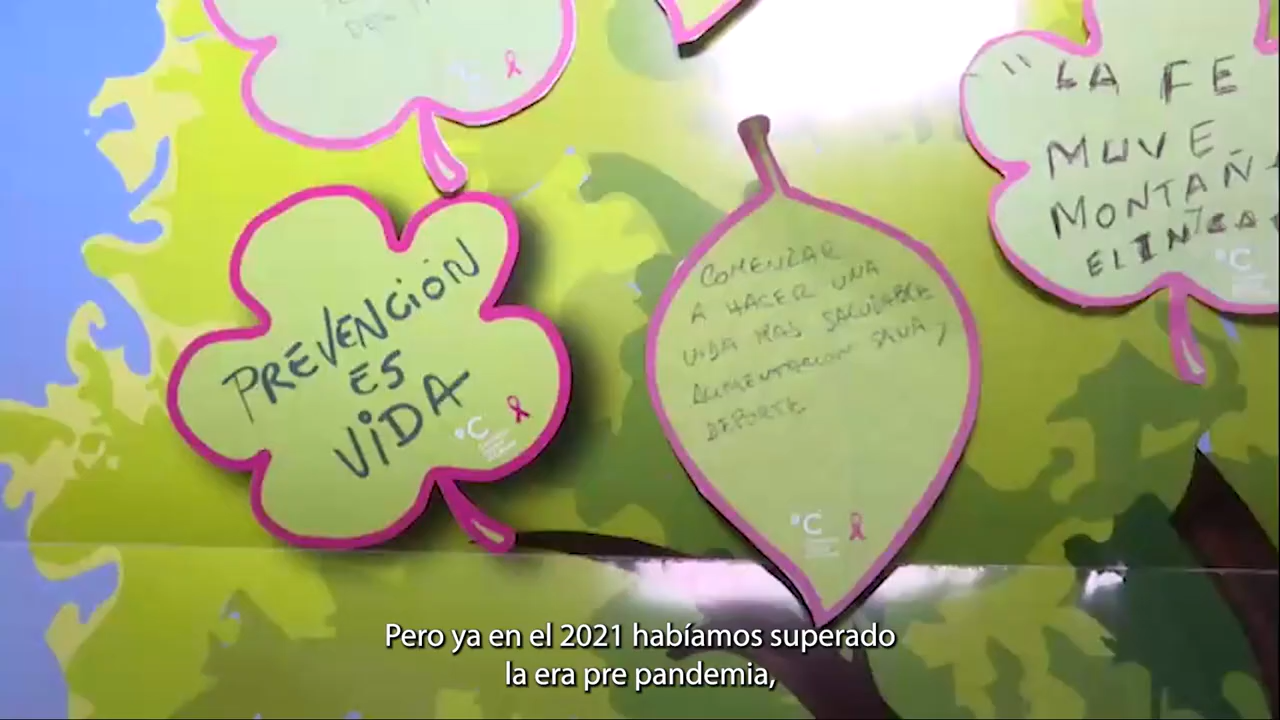 PREVENCIÓN
ES
VIDA
COMENZAR
A HACER UNA
VIDA MAS SALUDABLE
ALIMENTACION SANA,
DEPORTE
"LA FE
MUVE
MONTAÑ
Pero ya en el 2021 habíamos superado
la era pre pandemia,